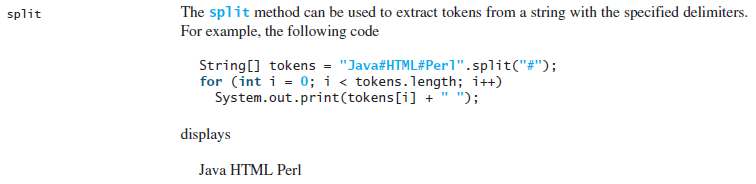 split
The split method can be used to extract tokens from a string with the specified delimiters.
For example, the following code
String[] tokens = "Java#HTML#Perl".split("#");
for (int i = 0; i < tokens.length; i++)
System.out.print(tokens[i] + " ");
displays
Java HTML Perl